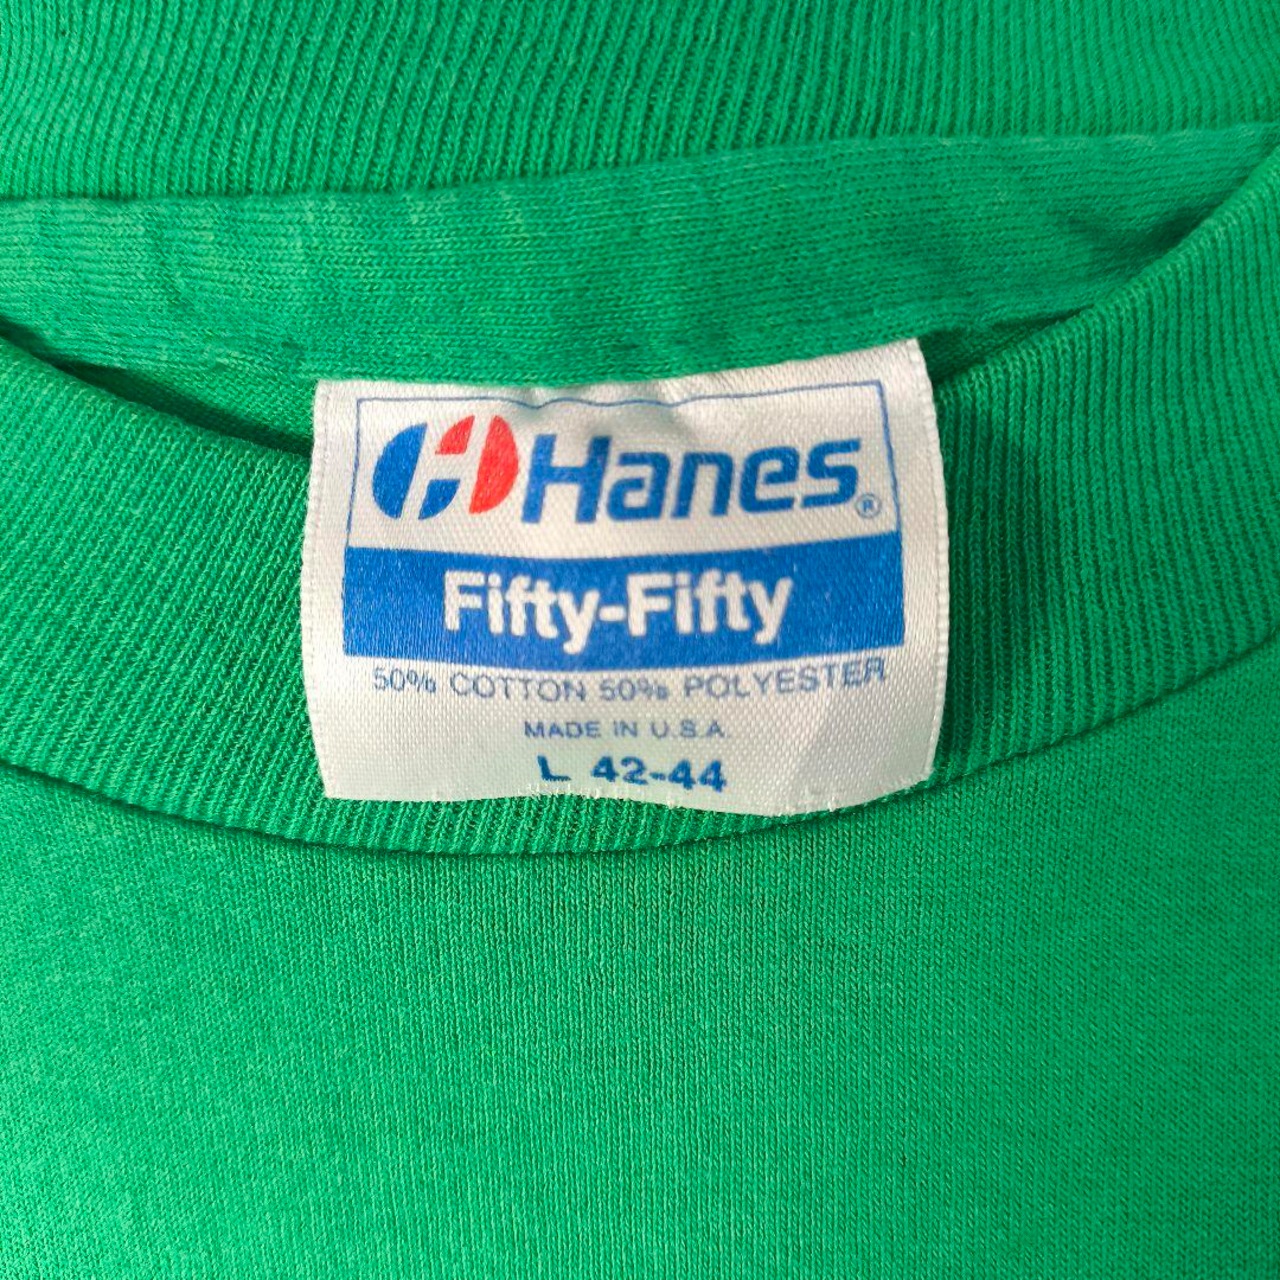 Hanes®
Fifty-Fifty
50% COTTON 50% POLYESTER
MADE IN U.S.A.
L 42-44